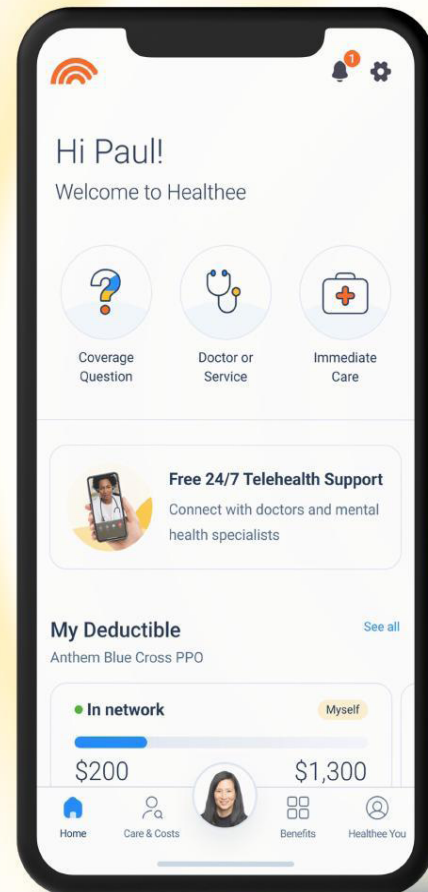 1
Hi Paul!
Welcome to Healthee
Coverage
Question
Doctor or
Service
Immediate
Care
Free 24/7 Telehealth Support
Connect with doctors and mental
health specialists
My Deductible
See all
Anthem Blue Cross PPO
In network
Myself
$200
$1,300
Home
Care & Costs
Benefits
Healthee You